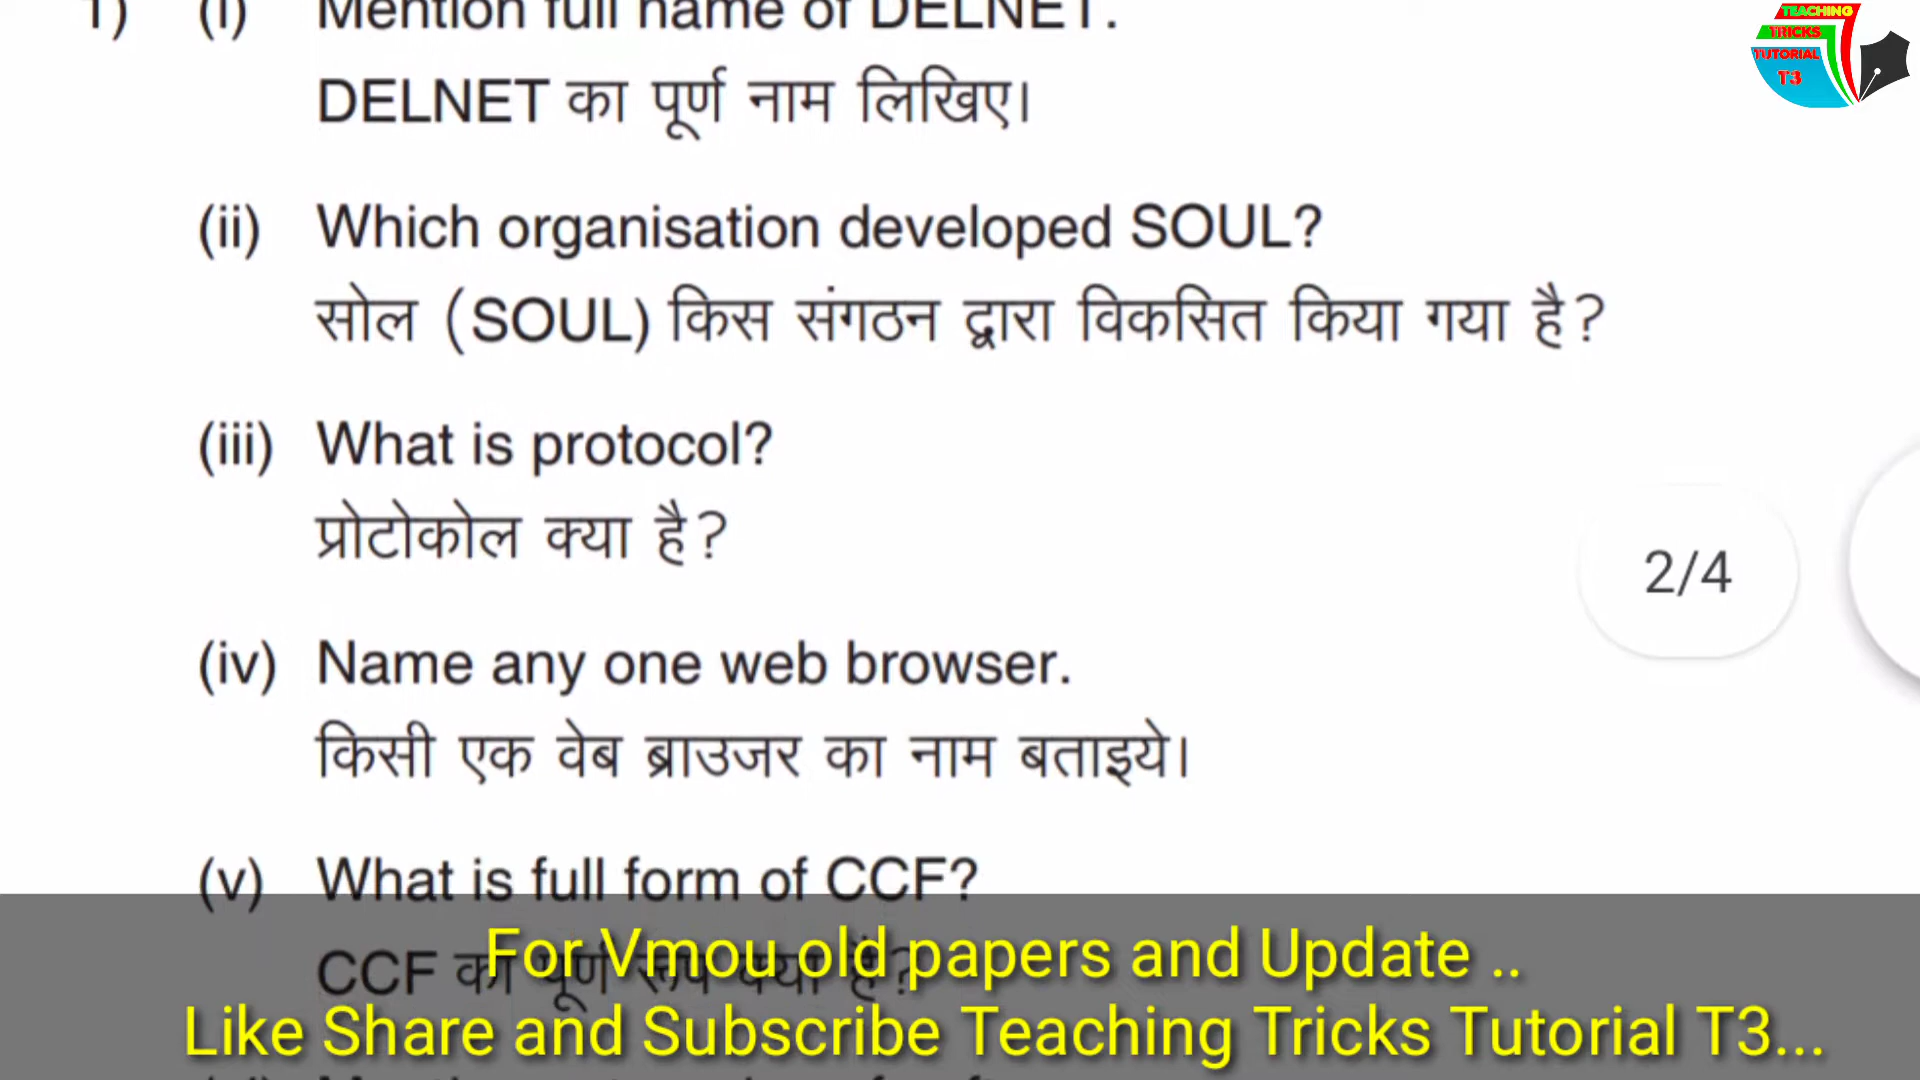 TEACHING
TRICKS
TUTORIAL
T3
1) (i) Mention full name of DELNET.
DELNET का पूर्ण नाम लिखिए।
(ii) Which organisation developed SOUL?
सोल (SOUL) किस संगठन द्वारा विकसित किया गया है?
(iii) What is protocol?
प्रोटोकोल क्या है?
2/4
(iv) Name any one web browser.
किसी एक वेब ब्राउजर का नाम बताइये।
(v) What is full form of CCF?
CCF का पूर्ण रूप क्या है?
For Vmou old papers and Update ..
Like Share and Subscribe Teaching Tricks Tutorial T3...